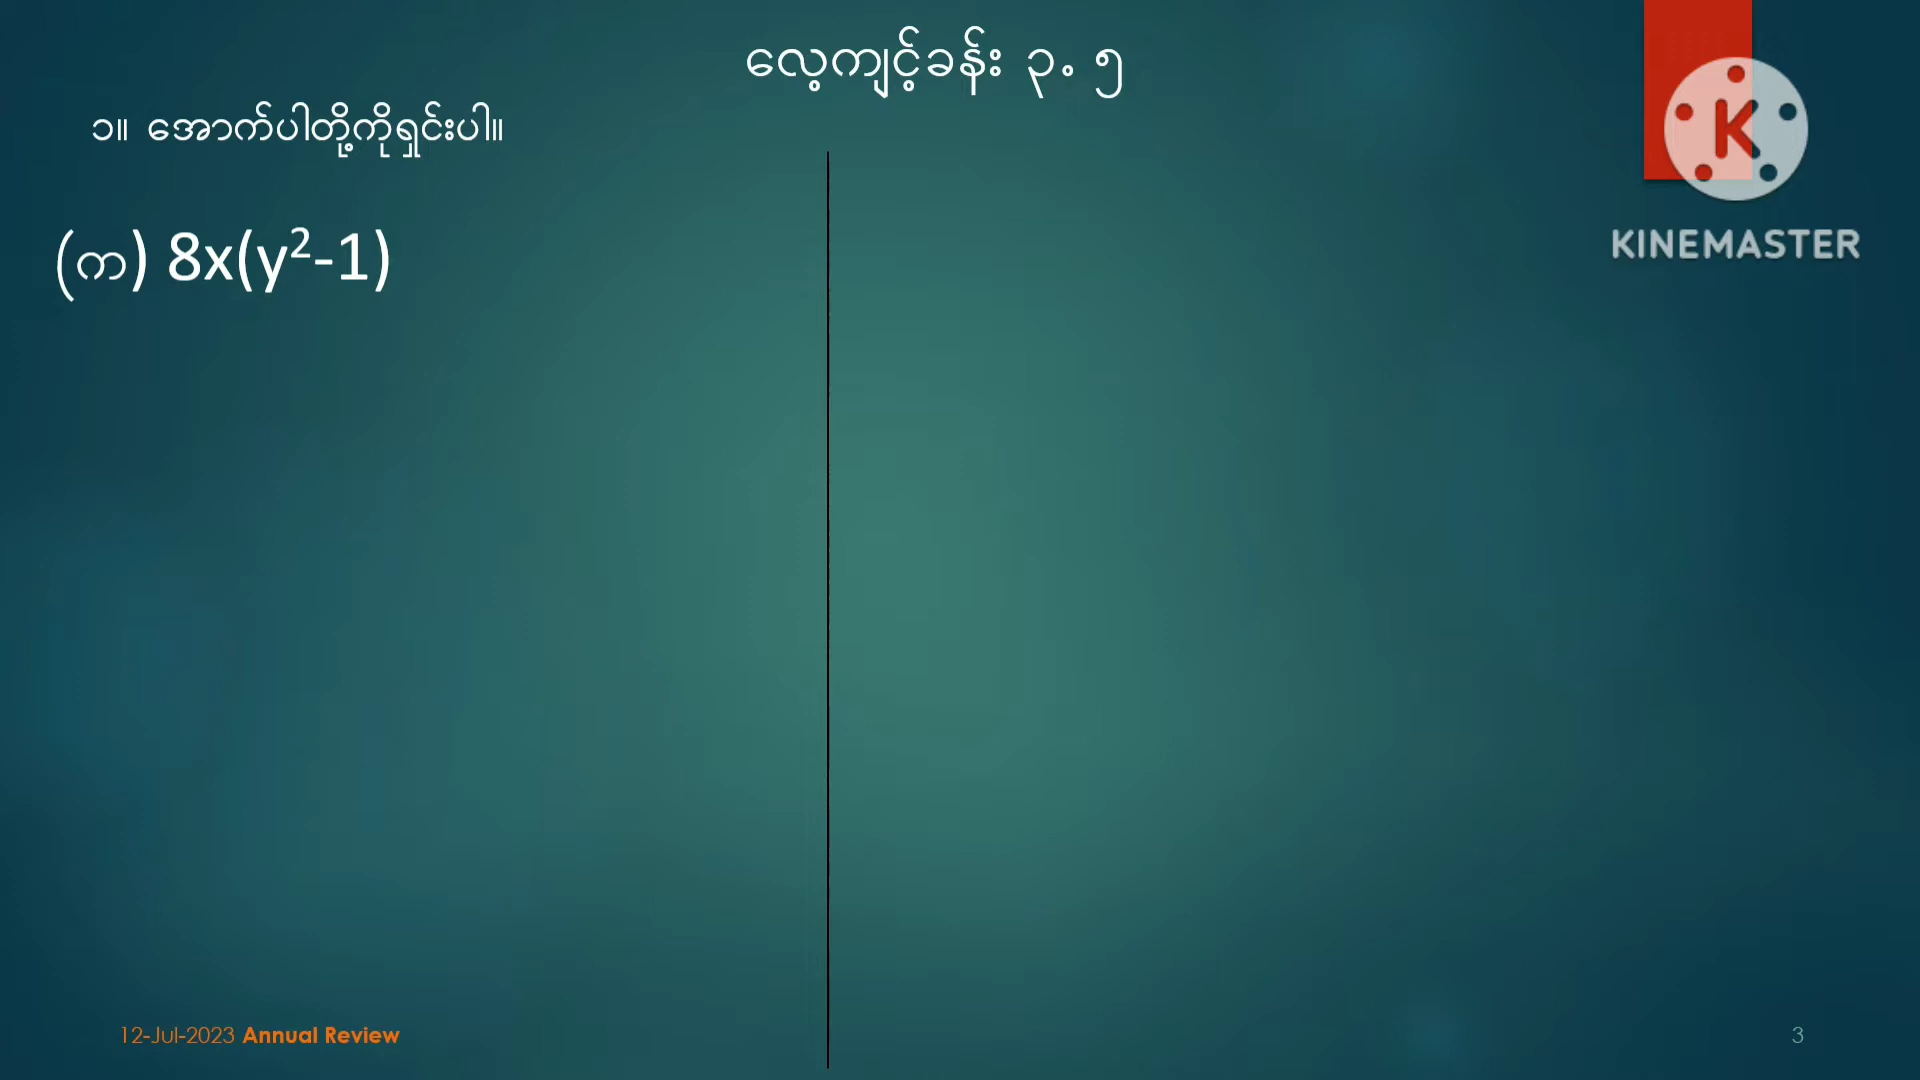 လေ့ကျင့်ခန်း ၃. ၅
၁။ အောက်ပါတို့ကိုရှင်းပါ။
(က) 8x(y²-1)
K
KINEMASTER
12-Jul-2023 Annual Review
3